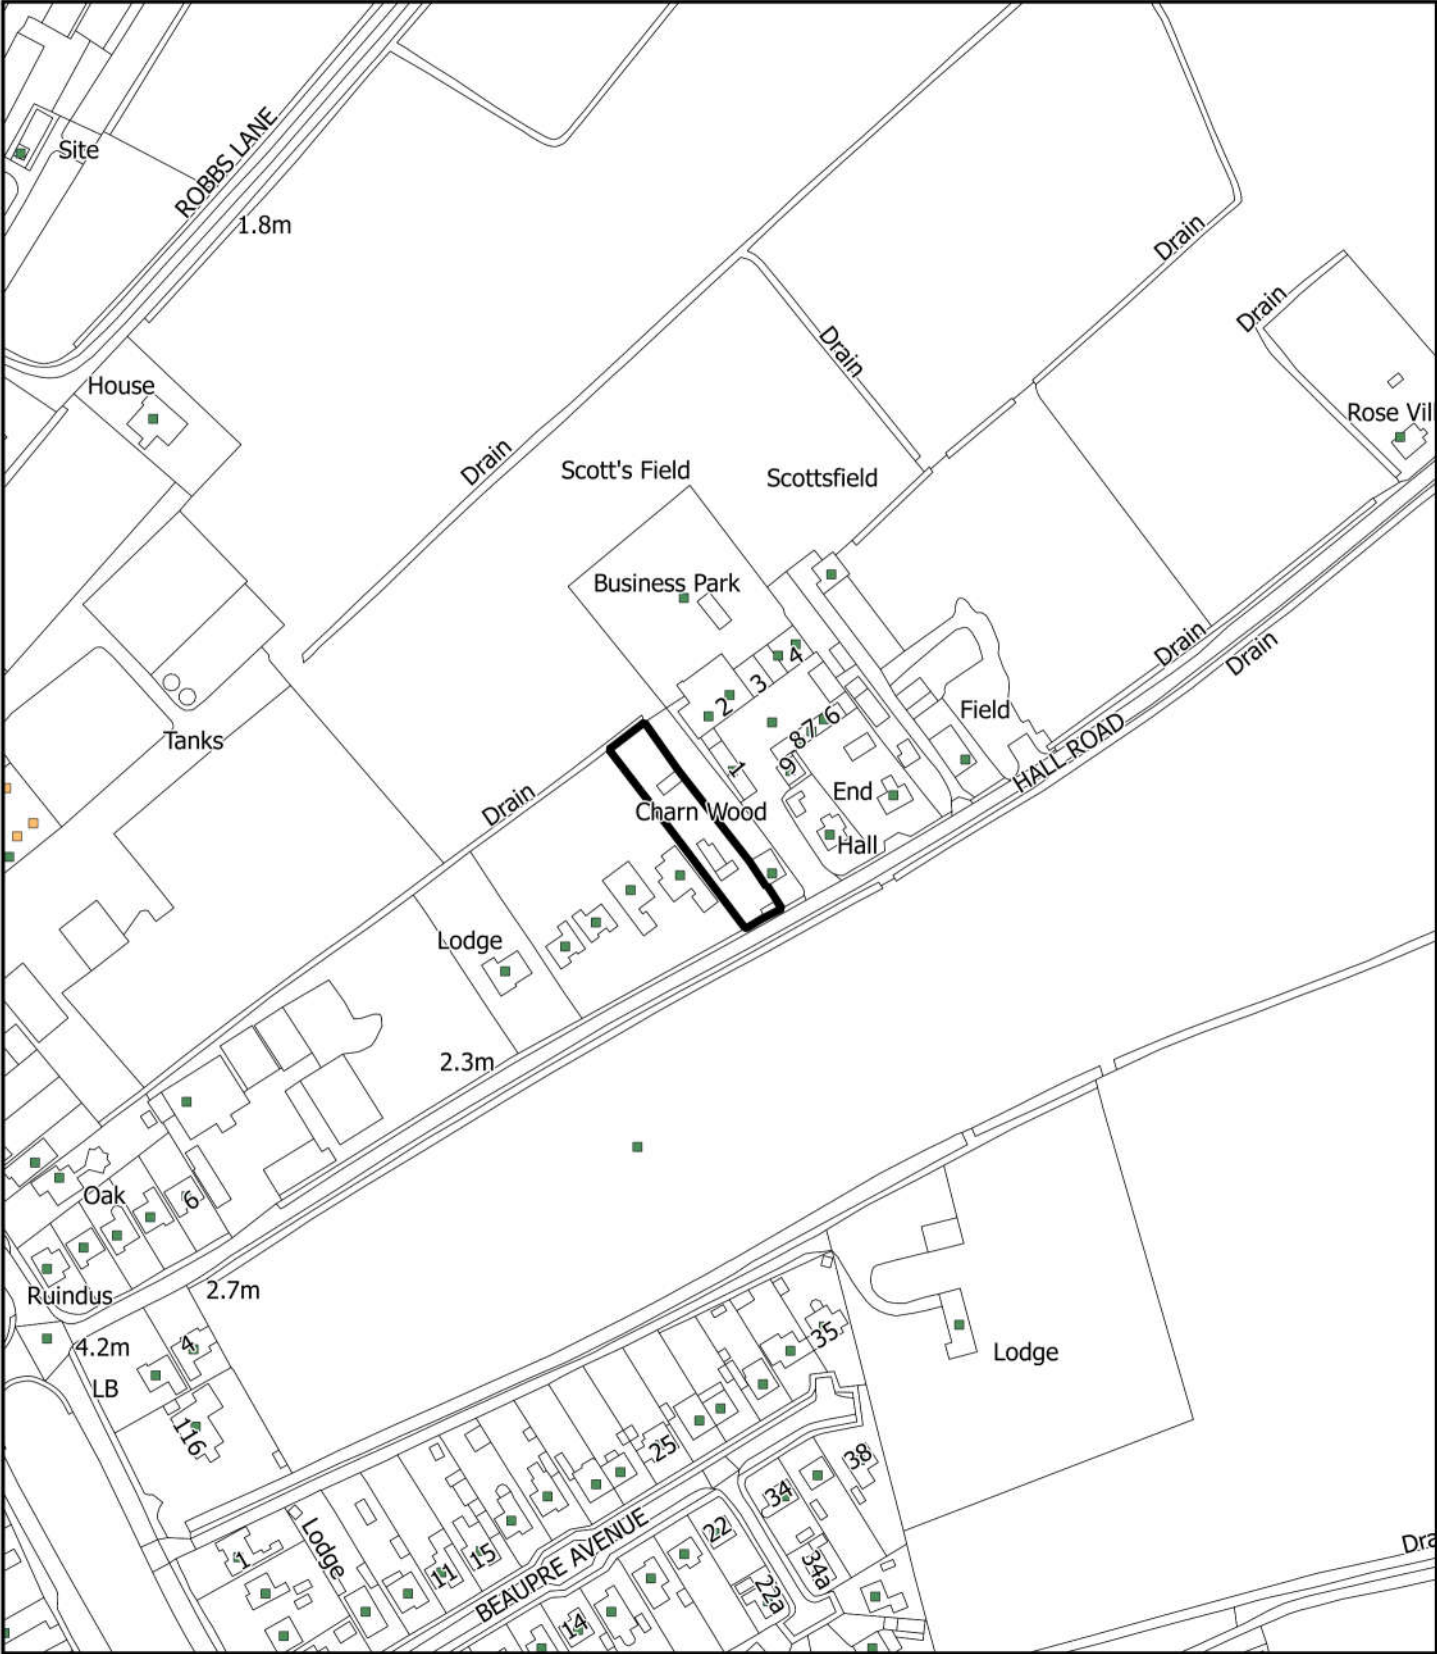 Site
ROBBS LANE
1.8m
Drain
Drain
Drain
House
Rose Vil
Drain
Scott's Field
Scottsfield
Business Park
4
3
2
Drain
Drain
Field
6
7
8
9
1
Tanks
HALL ROAD
End
Drain
Charn Wood
Hall
Lodge
2.3m
Oak
6
2.7m
Ruindus
4
4.2m
LB
35
Lodge
116
25
38
34
Dra
22
1
Lodge
11
15
BEAUPRE AVENUE
34a
22a
14